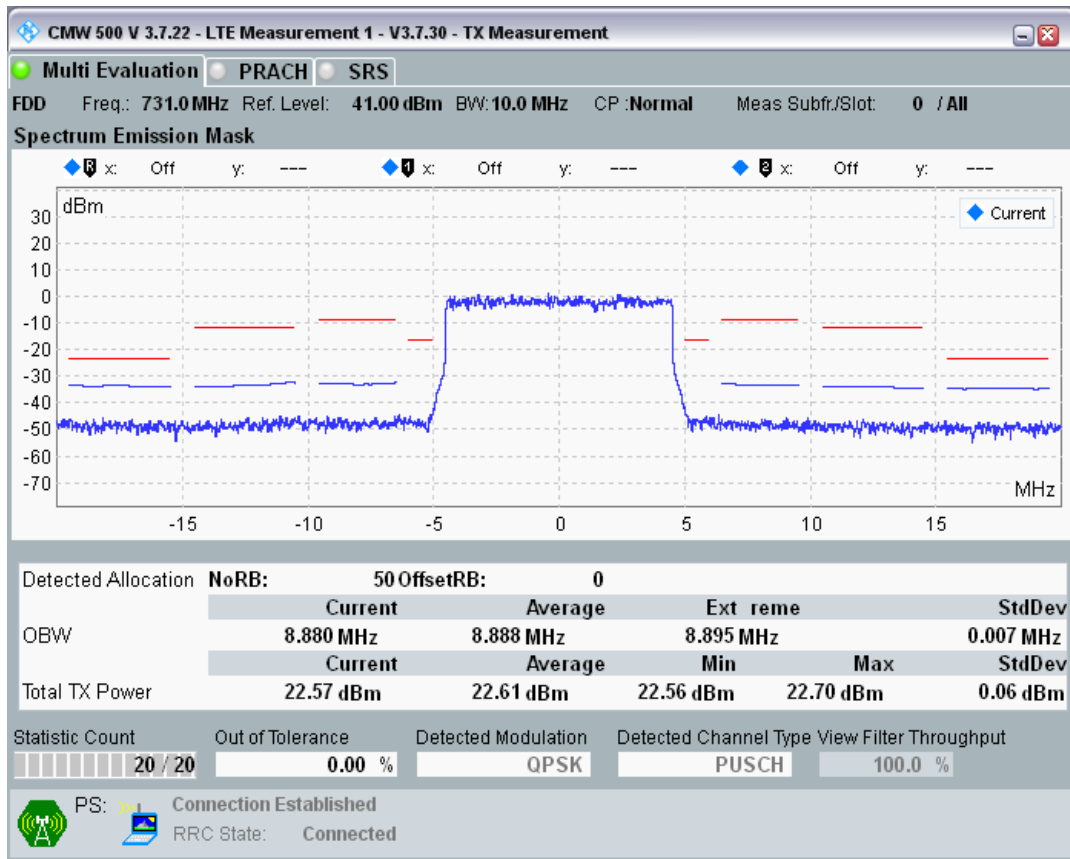 CMW 500 V 3.7.22 - LTE Measurement 1 - V3.7.30 - TX Measurement
Multi Evaluation PRACH SRS
FDD Freq.: 731.0 MHz Ref. Level: 41.00 dBm BW: 10.0 MHz CP :Normal Meas Subfr./Slot: 0 / All
Spectrum Emission Mask
R x: Off y: --- 1 x: Off y: --- 2 x: Off y: ---
dBm
Current
30
20
10
0
-10
-20
-30
-40
-50
-60
-70
MHz
-15 -10 -5 0 5 10 15
Detected Allocation NoRB: 50 OffsetRB: 0
Current Average Ext reme StdDev
OBW 8.880 MHz 8.888 MHz 8.895 MHz 0.007 MHz
Current Average Min Max StdDev
Total TX Power 22.57 dBm 22.61 dBm 22.56 dBm 22.70 dBm 0.06 dBm
Statistic Count Out of Tolerance Detected Modulation Detected Channel Type View Filter Throughput
20 / 20 0.00 % QPSK PUSCH 100.0 %
PS: Connection Established
RRC State: Connected